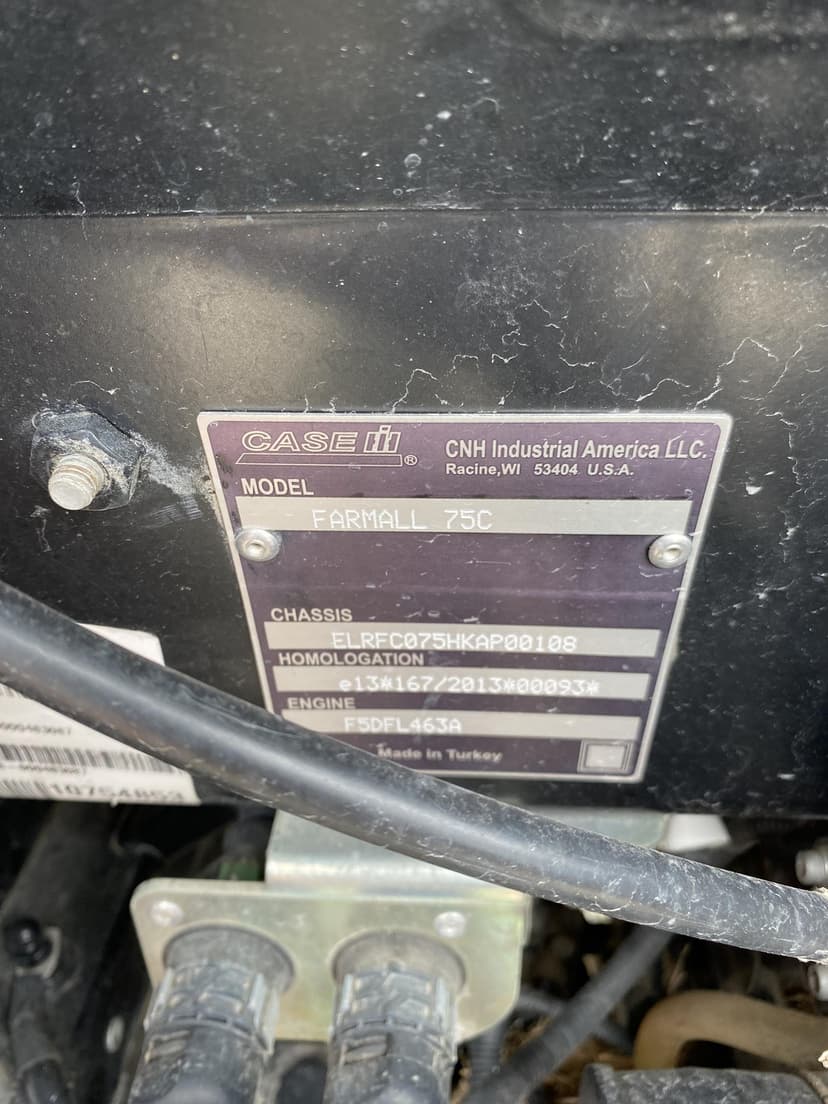 CASE IH ®
CNH Industrial America LLC.
Racine,WI 53404 U.S.A.
MODEL
FARMALL 75C
CHASSIS
ELRFC075HKAP00108
HOMOLOGATION
e13*167/2013*00093*
ENGINE
F5DFL463A
Made in Turkey
10754853